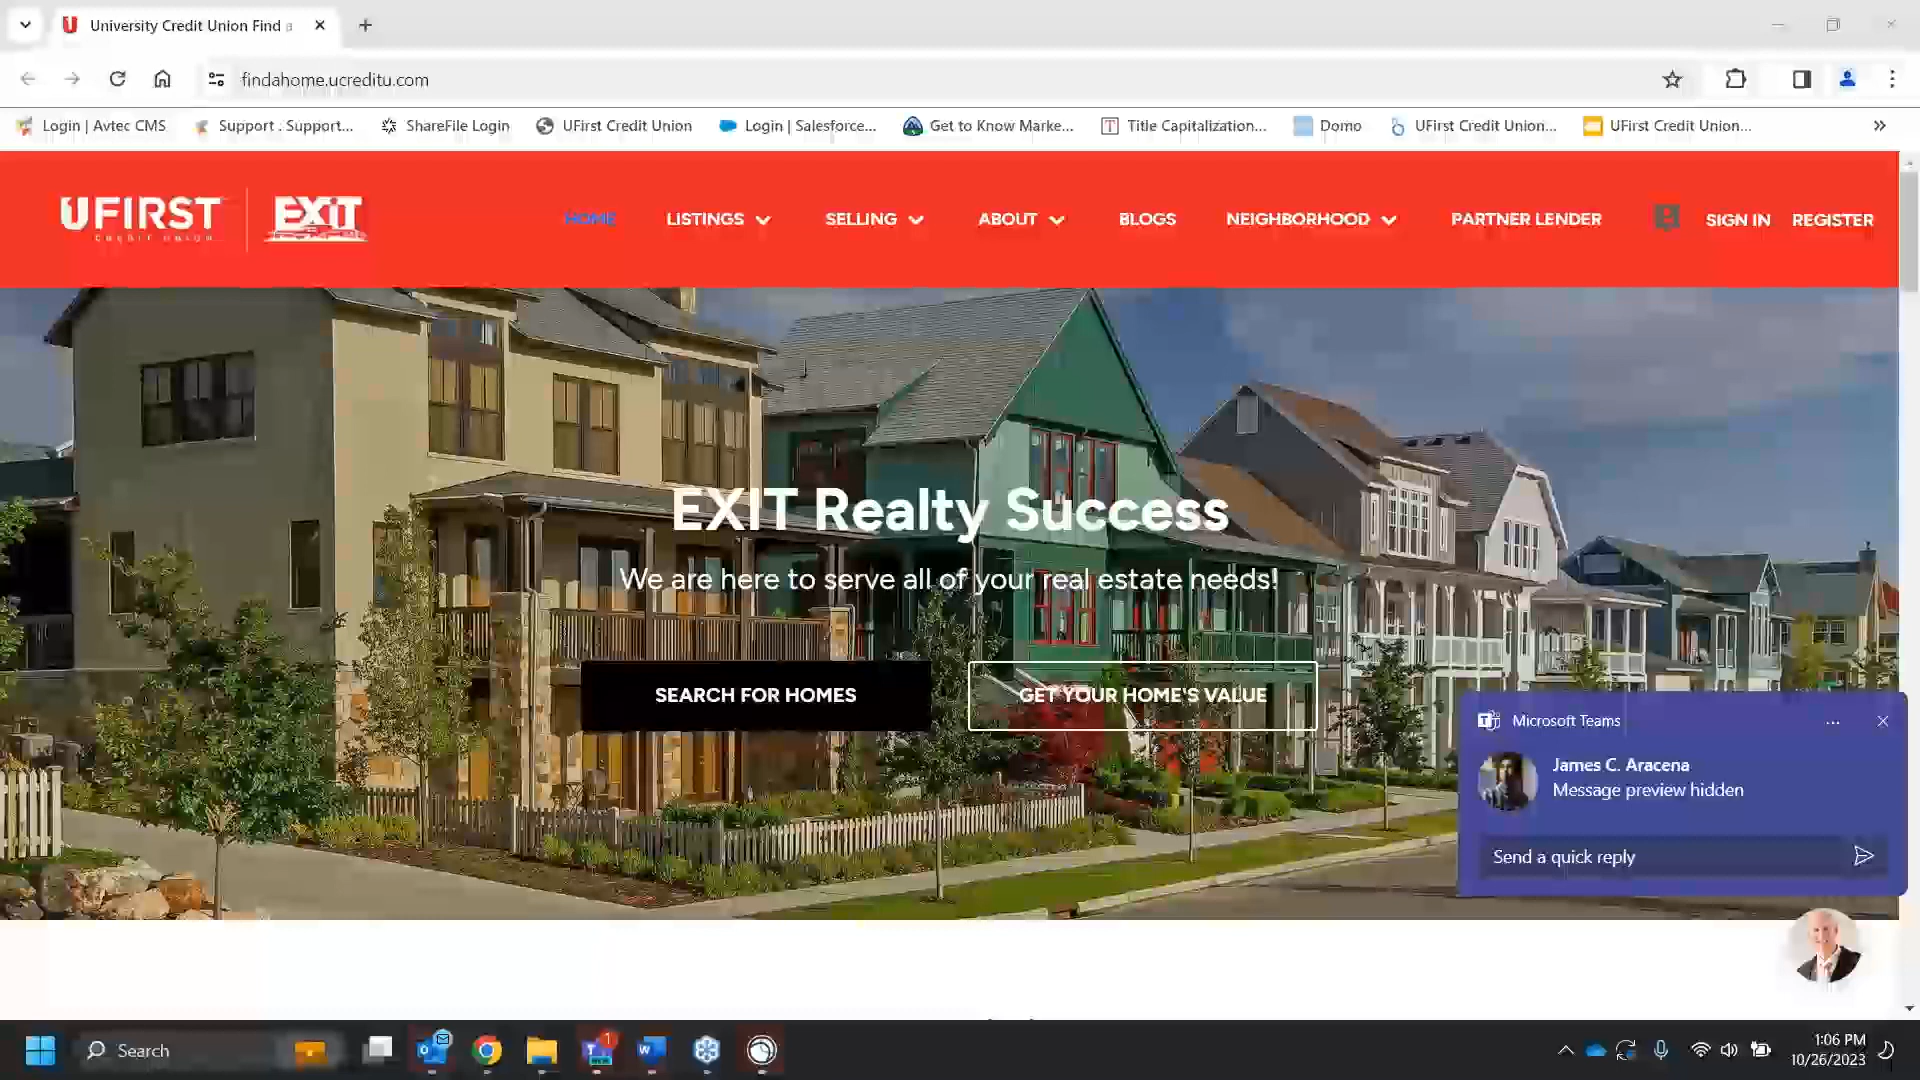 University Credit Union Find a
findahome.ucreditu.com
Login | Avtec CMS
Support : Support...
ShareFile Login
UFirst Credit Union
Login | Salesforce...
Get to Know Marke...
Title Capitalization...
Domo
UFirst Credit Union...
UFirst Credit Union...
UFIRST
CREDIT UNION
EXIT
HOME
LISTINGS
SELLING
ABOUT
BLOGS
NEIGHBORHOOD
PARTNER LENDER
SIGN IN
REGISTER
EXIT Realty Success
We are here to serve all of your real estate needs!
SEARCH FOR HOMES
GET YOUR HOME'S VALUE
Microsoft Teams
James C. Aracena
Message preview hidden
Send a quick reply
Search
1
1:06 PM
10/26/2023